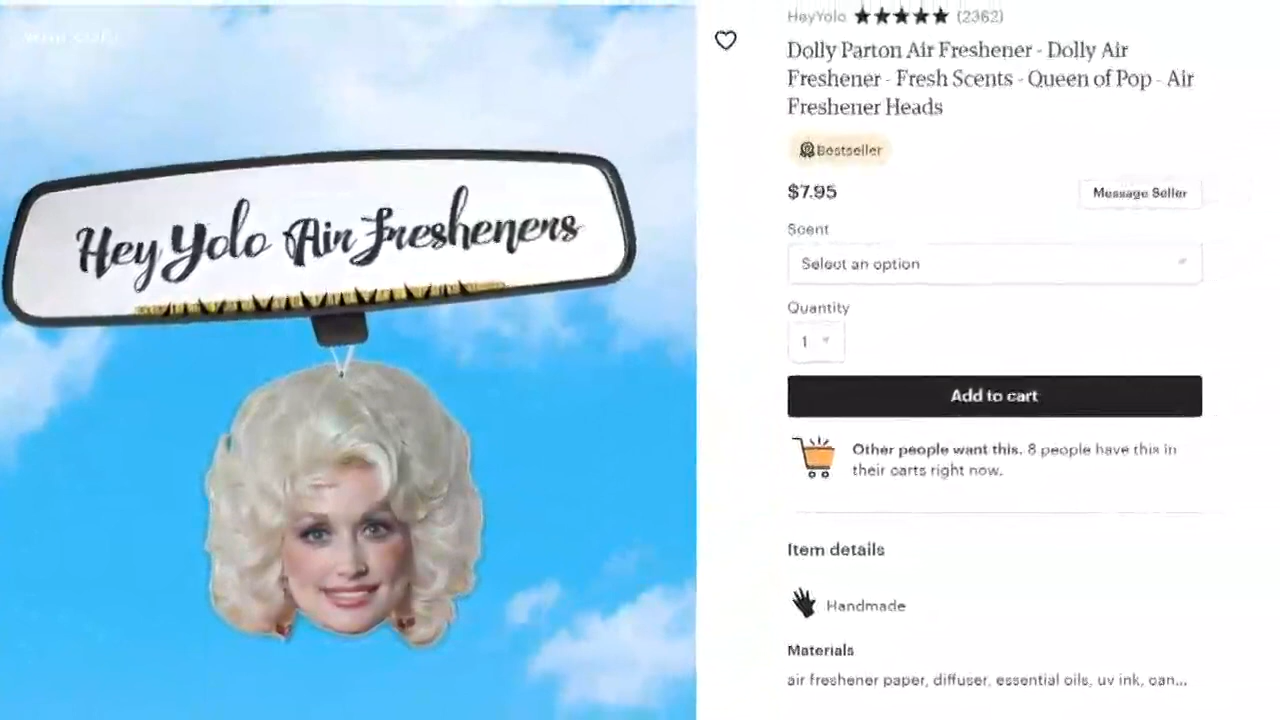 Hey Yolo Air Fresheners
HeyYolo ★★★★★ (2362)
Dolly Parton Air Freshener - Dolly Air
Freshener - Fresh Scents - Queen of Pop - Air
Freshener Heads
Bestseller
$7.95
Message Seller
Scent
Select an option
Quantity
1
Add to cart
Other people want this. 8 people have this in
their carts right now.
Item details
Handmade
Materials
air freshener paper, diffuser, essential oils, uv ink, can...